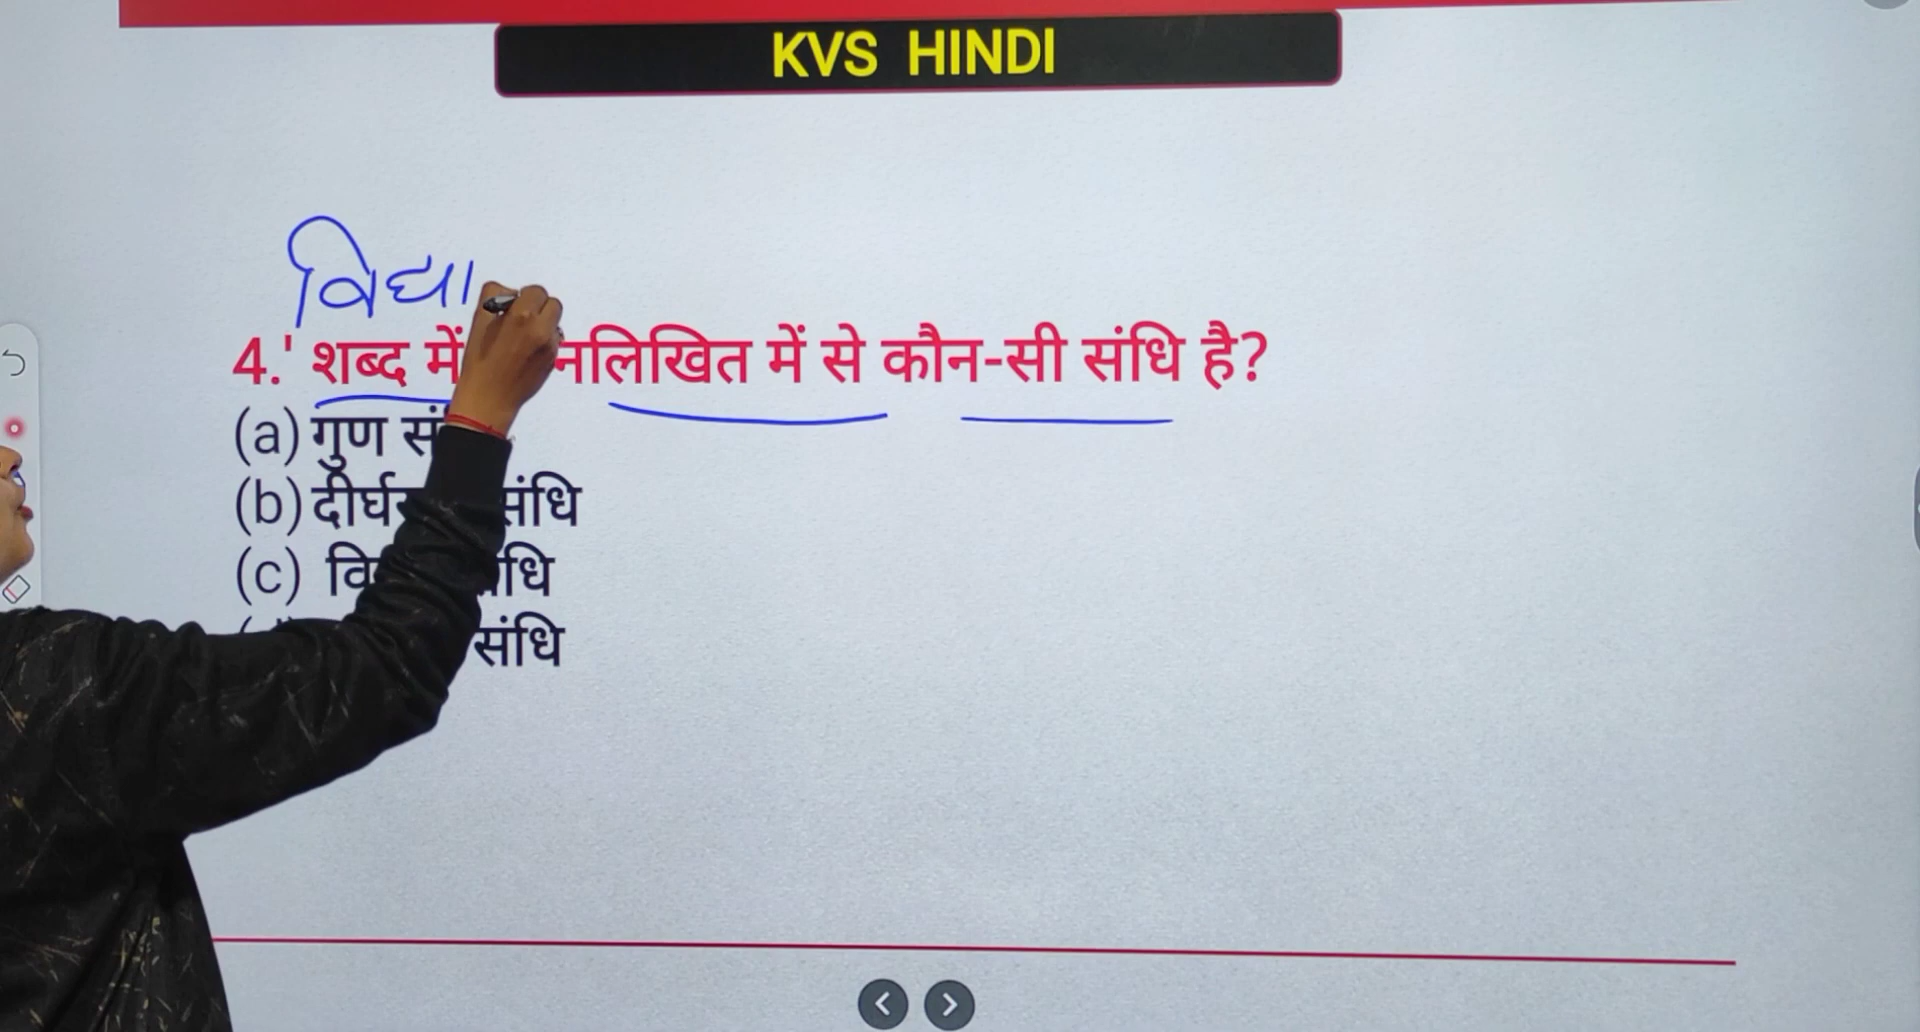 KVS HINDI
विद्या
4.' शब्द में नलिखित में से कौन-सी संधि है?
(a) गुण सं
(b) दीर्घ संधि
(c) वि धि
संधि